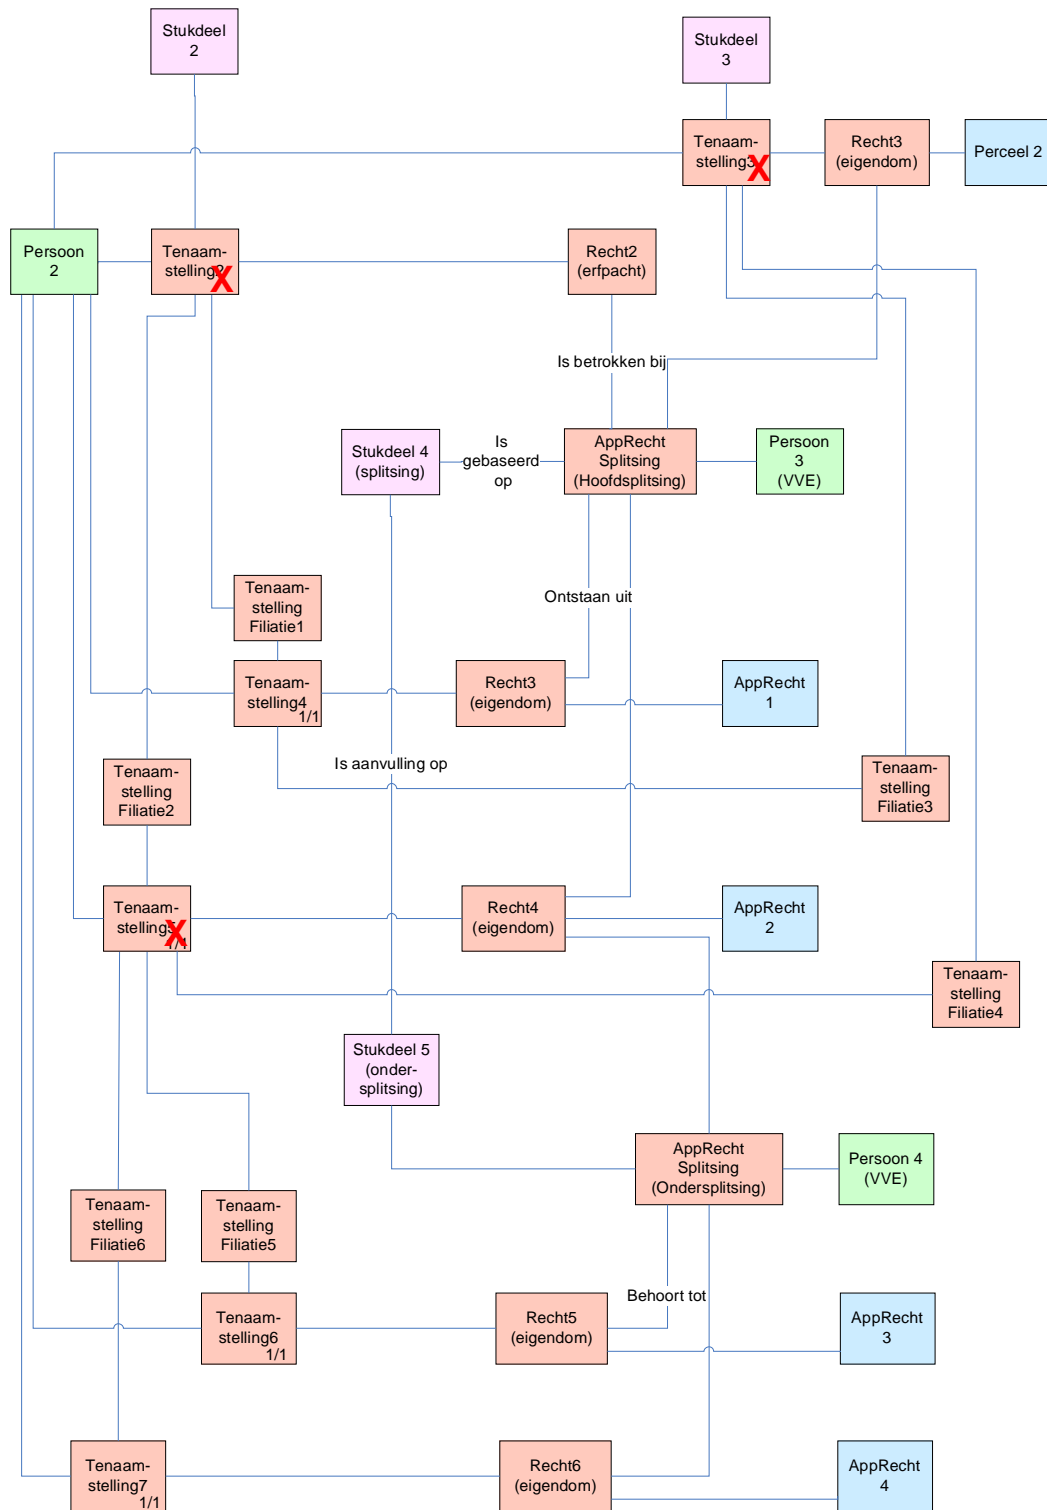 Stukdeel
2
Stukdeel
3
Tenaam-
stelling3
X
Recht3
(eigendom)
Perceel 2
Persoon
2
Tenaam-
stelling2
X
Recht2
(erfpacht)
Is betrokken bij
Stukdeel 4
(splitsing)
Is
gebaseerd
op
AppRecht
Splitsing
(Hoofdsplitsing)
Persoon
3
(VVE)
Ontstaan uit
Tenaam-
stelling
Filiatie1
Tenaam-
stelling4
1/1
Recht3
(eigendom)
AppRecht
1
Is aanvulling op
Tenaam-
stelling
Filiatie2
Tenaam-
stelling
Filiatie3
Tenaam-
stelling5
X
1/1
Recht4
(eigendom)
AppRecht
2
Tenaam-
stelling
Filiatie4
Stukdeel 5
(onder-
splitsing)
AppRecht
Splitsing
(Ondersplitsing)
Persoon 4
(VVE)
Tenaam-
stelling
Filiatie6
Tenaam-
stelling
Filiatie5
Behoort tot
Tenaam-
stelling6
1/1
Recht5
(eigendom)
AppRecht
3
Tenaam-
stelling7
1/1
Recht6
(eigendom)
AppRecht
4